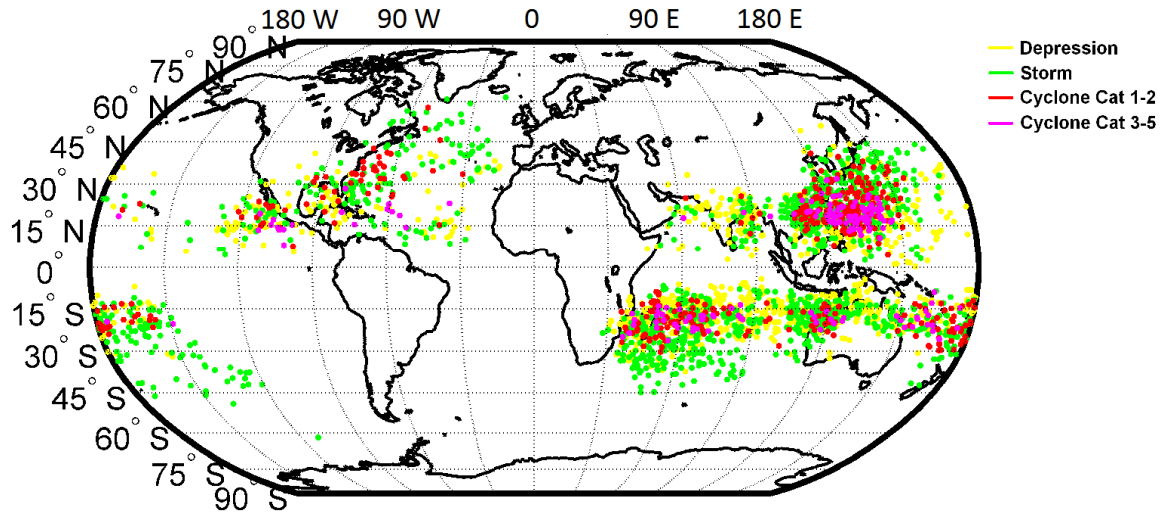 180 W 90 W 0 90 E 180 E
90° N
75° N
60° N
45° N
30° N
15° N
0°
15° S
30° S
45° S
60° S
75° S
90° S
Depression
Storm
Cyclone Cat 1-2
Cyclone Cat 3-5